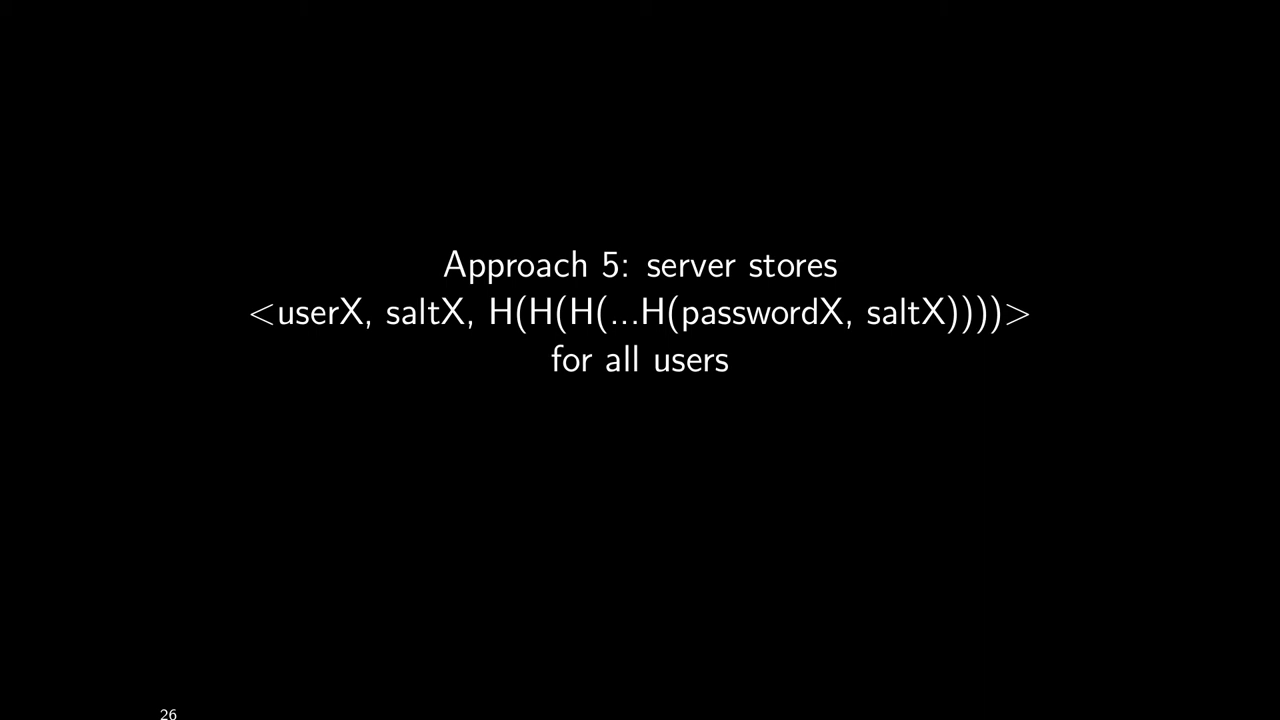 Approach 5: server stores
<userX, saltX, H(H(H(...H(passwordX, saltX))))>
for all users
26